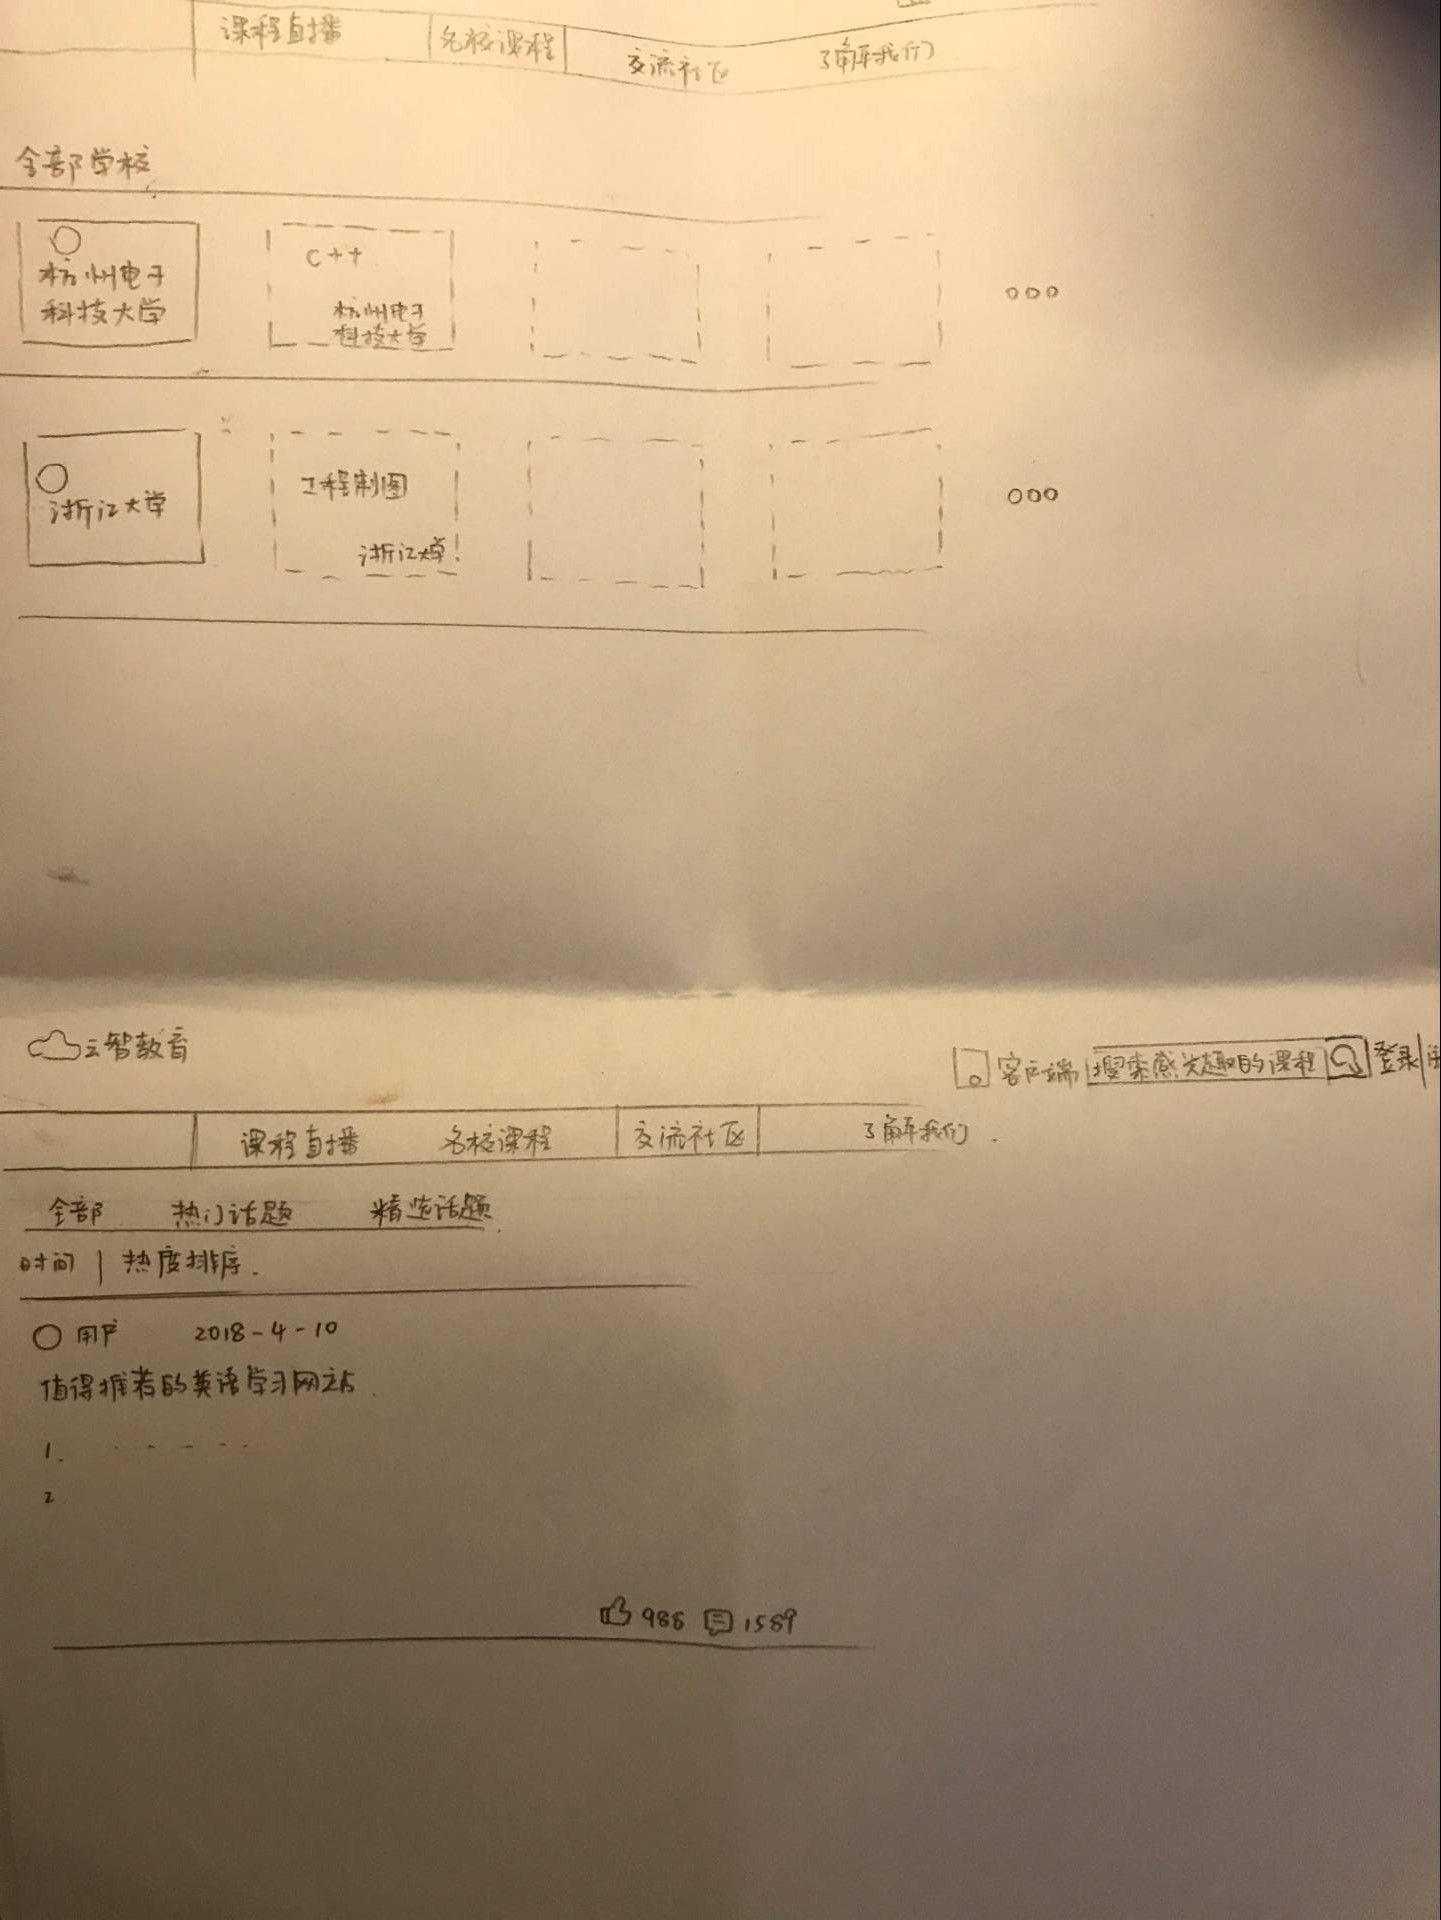 课程直播 名校课程 交流社区 了解我们
全部学校
杭州电子
科技大学
C++
杭州电子
科技大学
浙江大学
工程制图
浙江大学
云智教育 客户端 搜索感兴趣的课程 登录
课程直播 名校课程 交流社区 了解我们
全部 热门话题 精选话题
时间 | 热度排序.
用户 2018-4-10
值得推荐的英语学习网站.
1.
2
988 1589